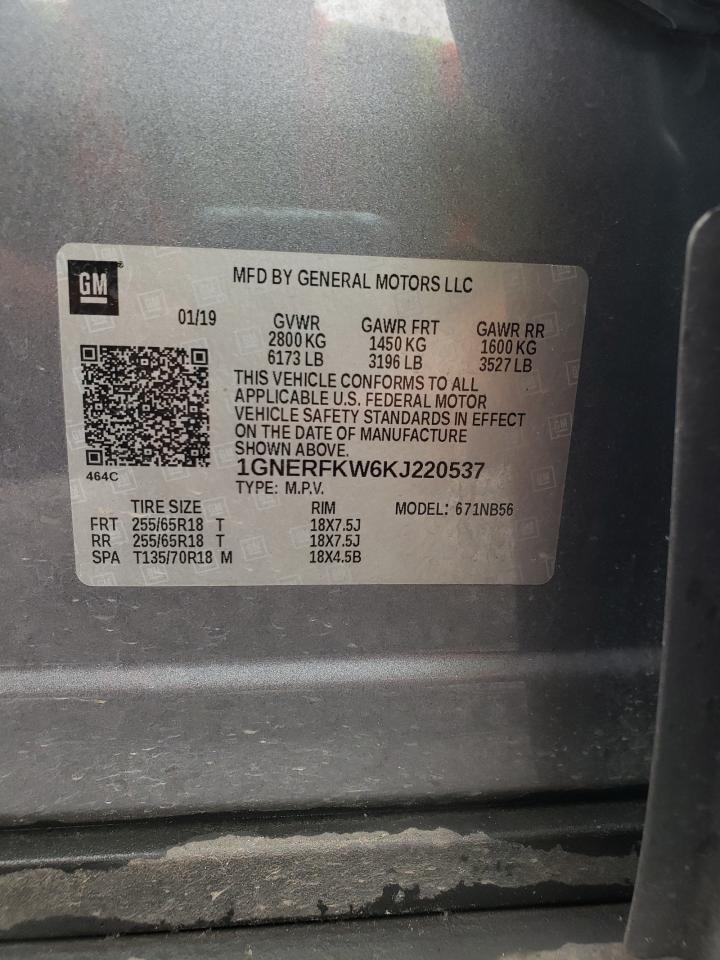 GM
MFD BY GENERAL MOTORS LLC
01/19
GVWR GAWR FRT GAWR RR
2800 KG 1450 KG 1600 KG
6173 LB 3196 LB 3527 LB
THIS VEHICLE CONFORMS TO ALL
APPLICABLE U.S. FEDERAL MOTOR
VEHICLE SAFETY STANDARDS IN EFFECT
ON THE DATE OF MANUFACTURE
SHOWN ABOVE.
464C
1GNERFKW6KJ220537
TYPE: M.P.V.
TIRE SIZE RIM MODEL: 671NB56
FRT 255/65R18 T 18X7.5J
RR 255/65R18 T 18X7.5J
SPA T135/70R18 M 18X4.5B